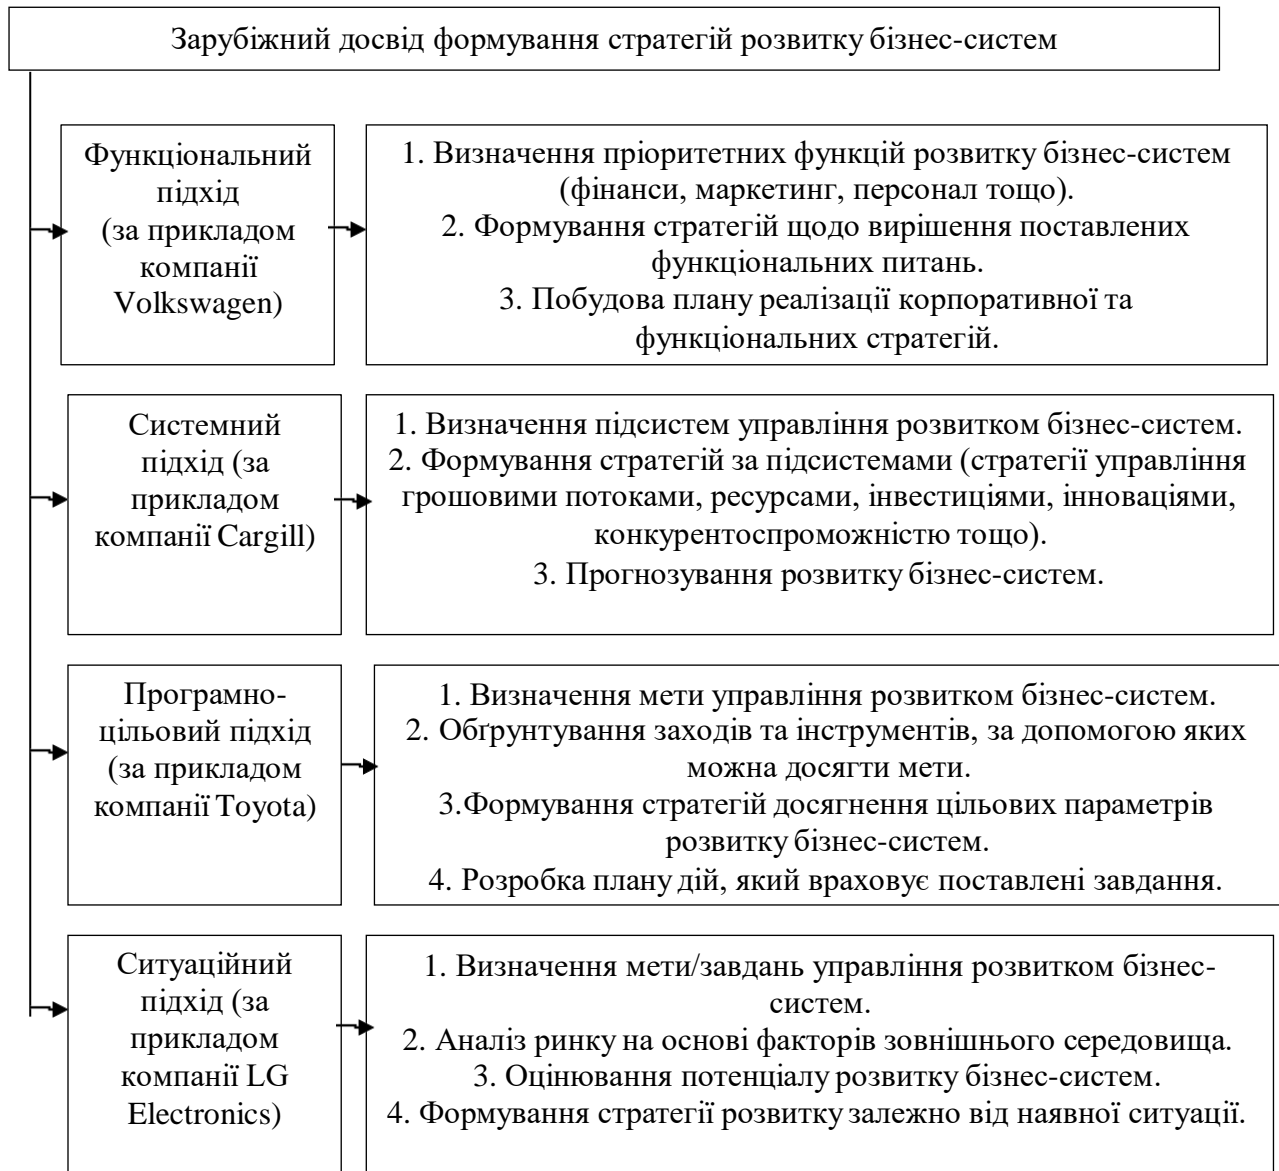 Зарубіжний досвід формування стратегій розвитку бізнес-систем
Функціональний
підхід
(за прикладом
компанії
Volkswagen)
1. Визначення пріоритетних функцій розвитку бізнес-систем
(фінанси, маркетинг, персонал тощо).
2. Формування стратегій щодо вирішення поставлених
функціональних питань.
3. Побудова плану реалізації корпоративної та
функціональних стратегій.
Системний
підхід (за
прикладом
компанії Cargill)
1. Визначення підсистем управління розвитком бізнес-систем.
2. Формування стратегій за підсистемами (стратегії управління
грошовими потоками, ресурсами, інвестиціями, інноваціями,
конкурентоспроможністю тощо).
3. Прогнозування розвитку бізнес-систем.
Програмно-
цільовий підхід
(за прикладом
компанії Toyota)
1. Визначення мети управління розвитком бізнес-систем.
2. Обґрунтування заходів та інструментів, за допомогою яких
можна досягти мети.
3.Формування стратегій досягнення цільових параметрів
розвитку бізнес-систем.
4. Розробка плану дій, який враховує поставлені завдання.
Ситуаційний
підхід (за
прикладом
компанії LG
Electronics)
1. Визначення мети/завдань управління розвитком бізнес-
систем.
2. Аналіз ринку на основі факторів зовнішнього середовища.
3. Оцінювання потенціалу розвитку бізнес-систем.
4. Формування стратегії розвитку залежно від наявної ситуації.